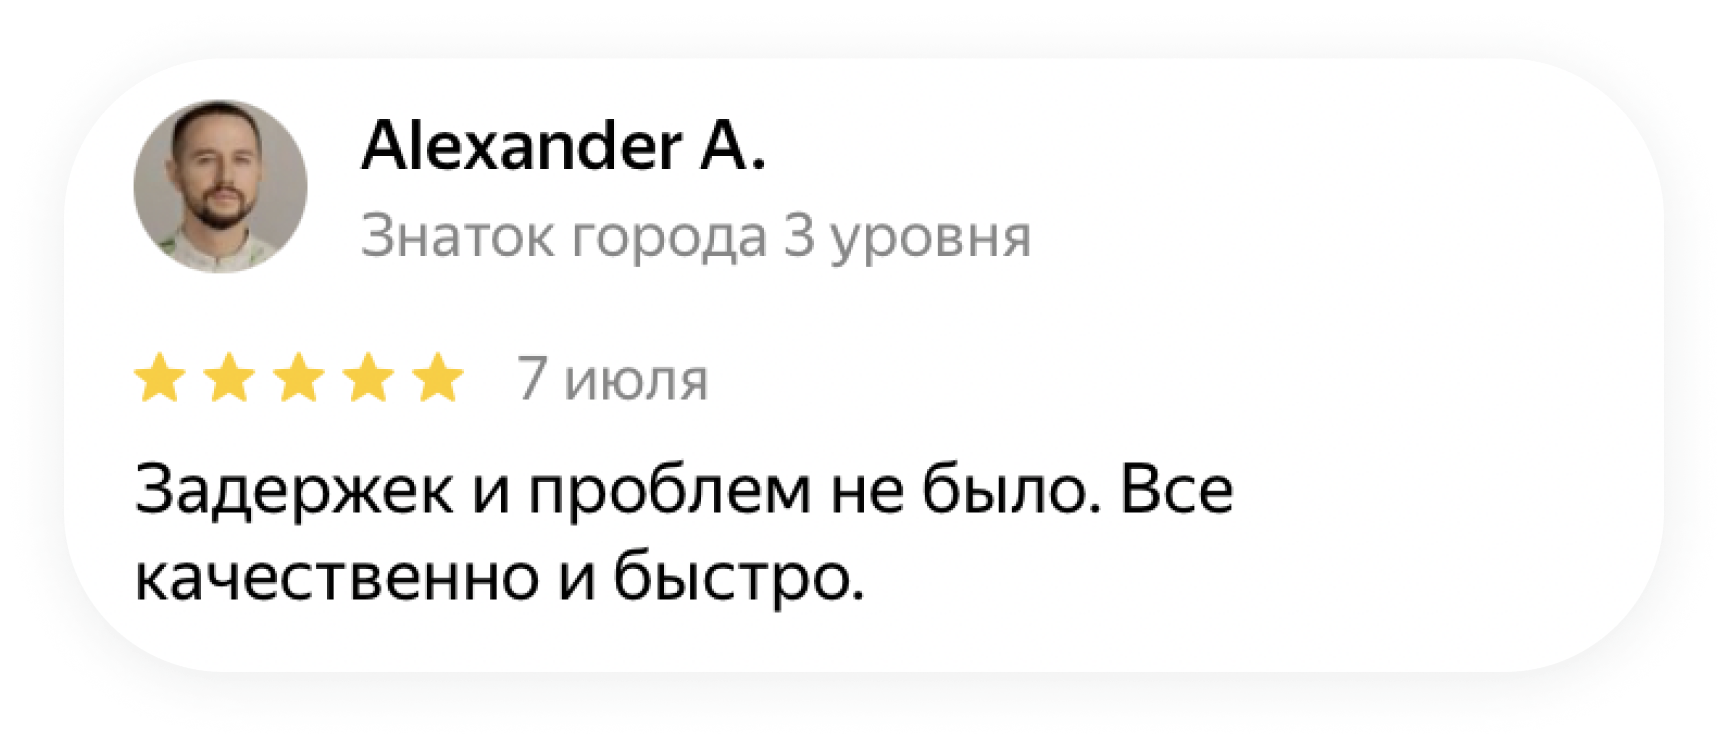 Alexander A.
Знаток города 3 уровня
7 июля
Задержек и проблем не было. Все
качественно и быстро.